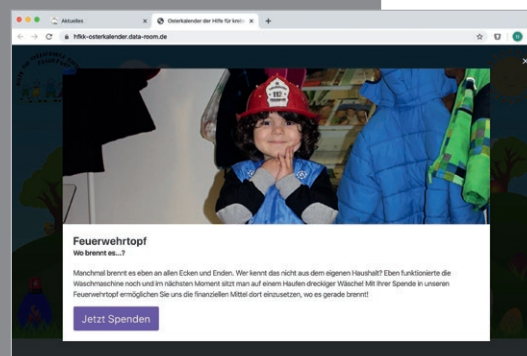 Aktuelles
Osterkalender der Hilfe für kreb
hfkk-osterkalender.data-room.de
112
Feuerwehrtopf
Wo brennt es...?
Manchmal brennt es eben an allen Ecken und Enden. Wer kennt das nicht aus dem eigenen Haushalt? Eben funktionierte die
Waschmaschine noch und im nächsten Moment sitzt man auf einem Haufen dreckiger Wäsche! Mit Ihrer Spende in unseren
Feuerwehrtopf ermöglichen Sie uns die finanziellen Mittel dort einzusetzen, wo es gerade brennt!
Jetzt Spenden